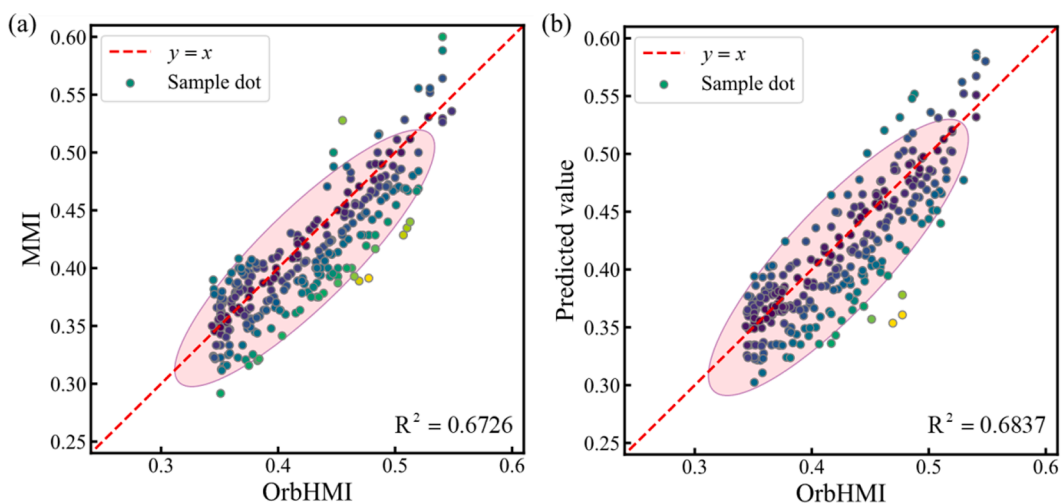 (a)
0.60
0.55
0.50
0.45
0.40
0.35
0.30
0.25
MMI
y = x
Sample dot
R² = 0.6726
0.3 0.4 0.5 0.6
OrbHMI
(b)
0.60
0.55
0.50
0.45
0.40
0.35
0.30
0.25
Predicted value
y = x
Sample dot
R² = 0.6837
0.3 0.4 0.5 0.6
OrbHMI